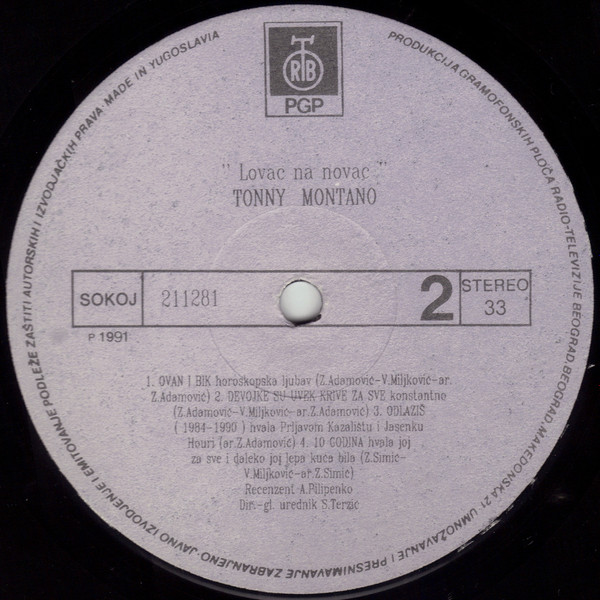 RTB
PGP
PRODUKCIJA GRAMOFONSKIH PLOČA RADIO-TELEVIZIJE BEOGRAD, BEOGRAD, MAKEDONSKA 21. UMNOŽAVANJE I PRESNIMAVANJE ZABRANJENO. JAVNO IZVODJENJE I EMITOVANJE PODLEŽE ZAŠTITI AUTORSKIH I IZVODJAČKIH PRAVA. MADE IN YUGOSLAVIA
" Lovac na novac "
TONNY MONTANO
SOKOJ 211281 2 STEREO
33
P 1991
1. OVAN I BIK horoskopska ljubav (Z.Adamović-V.Miljković-ar.
Z.Adamović) 2. DEVOJKE SU UVEK KRIVE ZA SVE konstantno
(Z.Adamović-V.Miljković-ar.Z.Adamović) 3. ODLAZIŠ
( 1984-1990 ) hvala Prljavom Kazalištu i Jasenku
Houri (ar.Z.Adamović) 4. 10 GODINA hvala joj
za sve i daleko joj lepa kuća bila (Z.Simić-
V.Miljković-ar.Z.Simić)
Recenzent A.Pilipenko
Dir.-gl. urednik S.Terzić